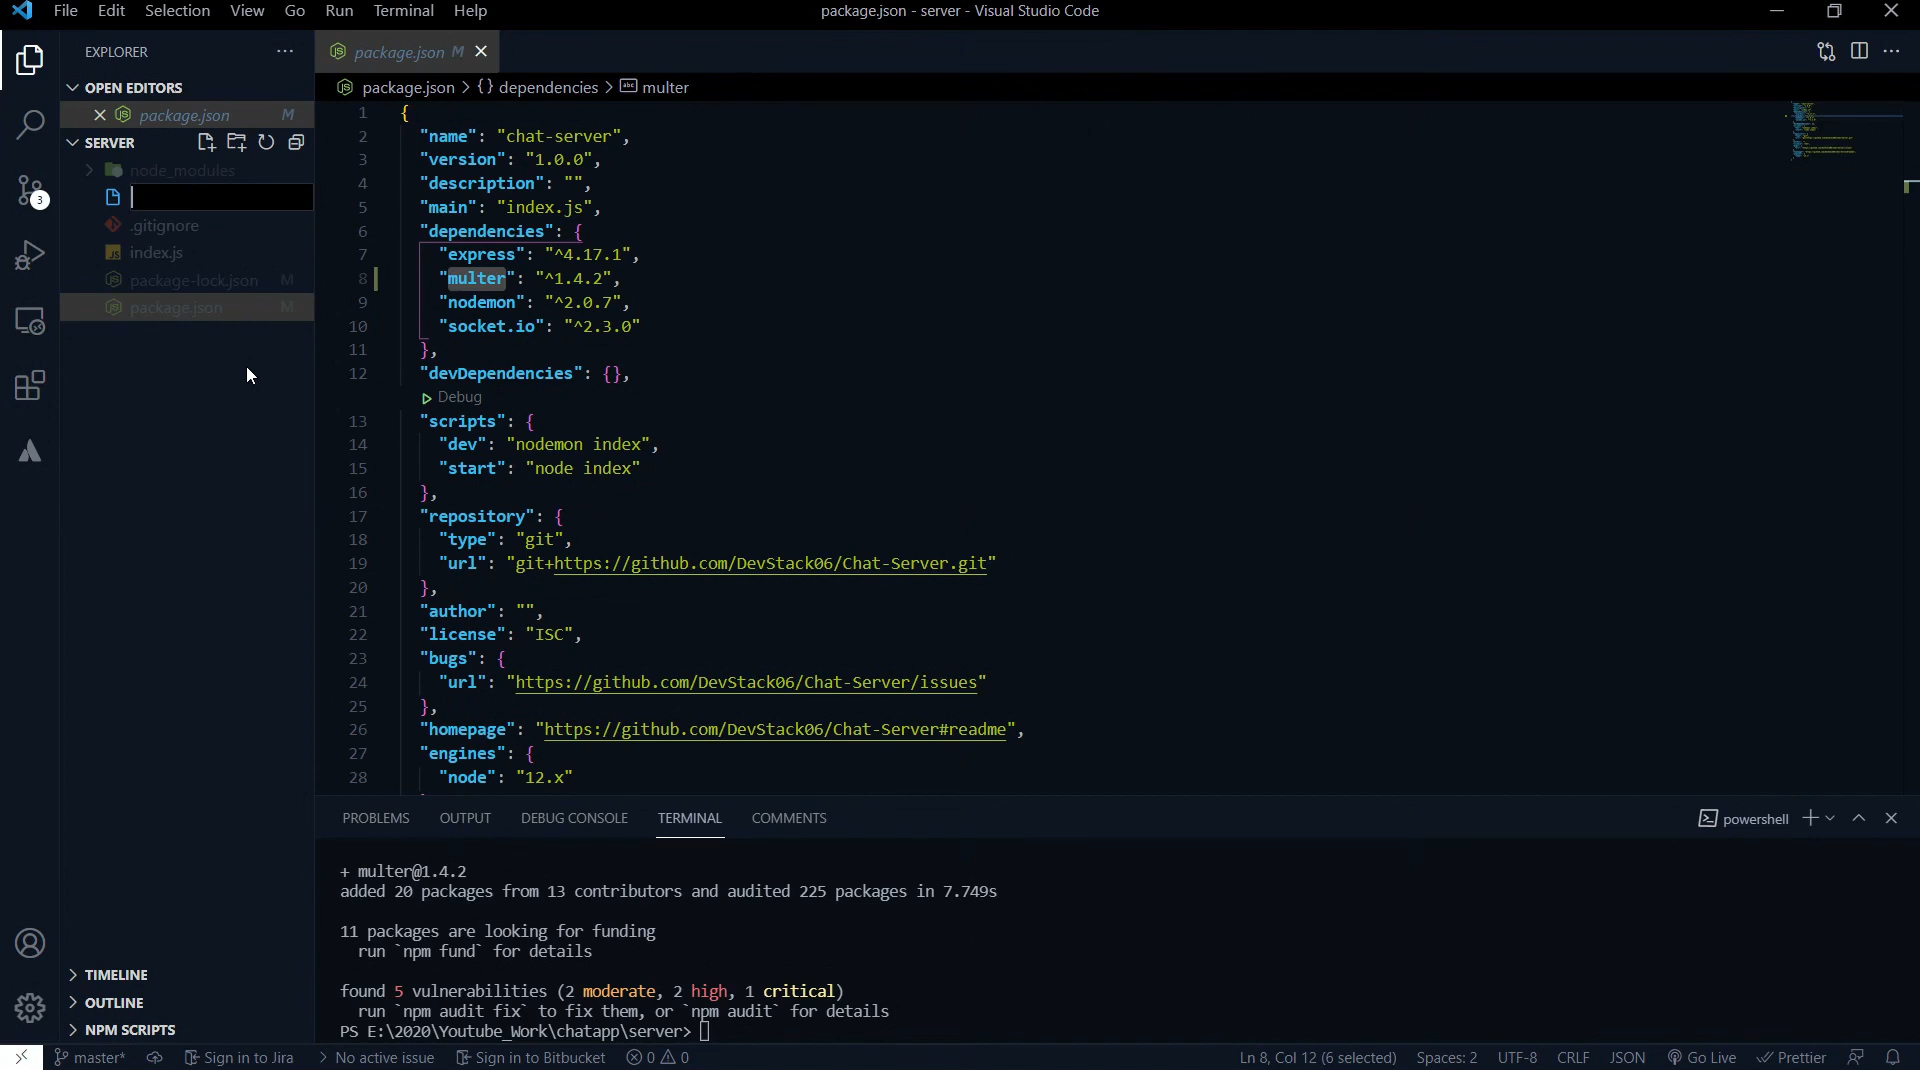 File Edit Selection View Go Run Terminal Help
package.json - server - Visual Studio Code
EXPLORER
package.json M
package.json > {} dependencies > abc multer
OPEN EDITORS
package.json M
SERVER
node_modules
.gitignore
index.js
package-lock.json M
package.json M
1 {
2 "name": "chat-server",
3 "version": "1.0.0",
4 "description": "",
5 "main": "index.js",
6 "dependencies": {
7 "express": "^4.17.1",
8 "multer": "^1.4.2",
9 "nodemon": "^2.0.7",
10 "socket.io": "^2.3.0"
11 },
12 "devDependencies": {},
Debug
13 "scripts": {
14 "dev": "nodemon index",
15 "start": "node index"
16 },
17 "repository": {
18 "type": "git",
19 "url": "git+https://github.com/DevStack06/Chat-Server.git"
20 },
21 "author": "",
22 "license": "ISC",
23 "bugs": {
24 "url": "https://github.com/DevStack06/Chat-Server/issues"
25 },
26 "homepage": "https://github.com/DevStack06/Chat-Server#readme",
27 "engines": {
28 "node": "12.x"
3
PROBLEMS OUTPUT DEBUG CONSOLE TERMINAL COMMENTS
powershell
+ multer@1.4.2
added 20 packages from 13 contributors and audited 225 packages in 7.749s
11 packages are looking for funding
run `npm fund` for details
found 5 vulnerabilities (2 moderate, 2 high, 1 critical)
run `npm audit fix` to fix them, or `npm audit` for details
PS E:\2020\Youtube_Work\chatapp\server>
TIMELINE
OUTLINE
NPM SCRIPTS
master* Sign in to Jira No active issue Sign in to Bitbucket 0 0
Ln 8, Col 12 (6 selected) Spaces: 2 UTF-8 CRLF JSON Go Live Prettier